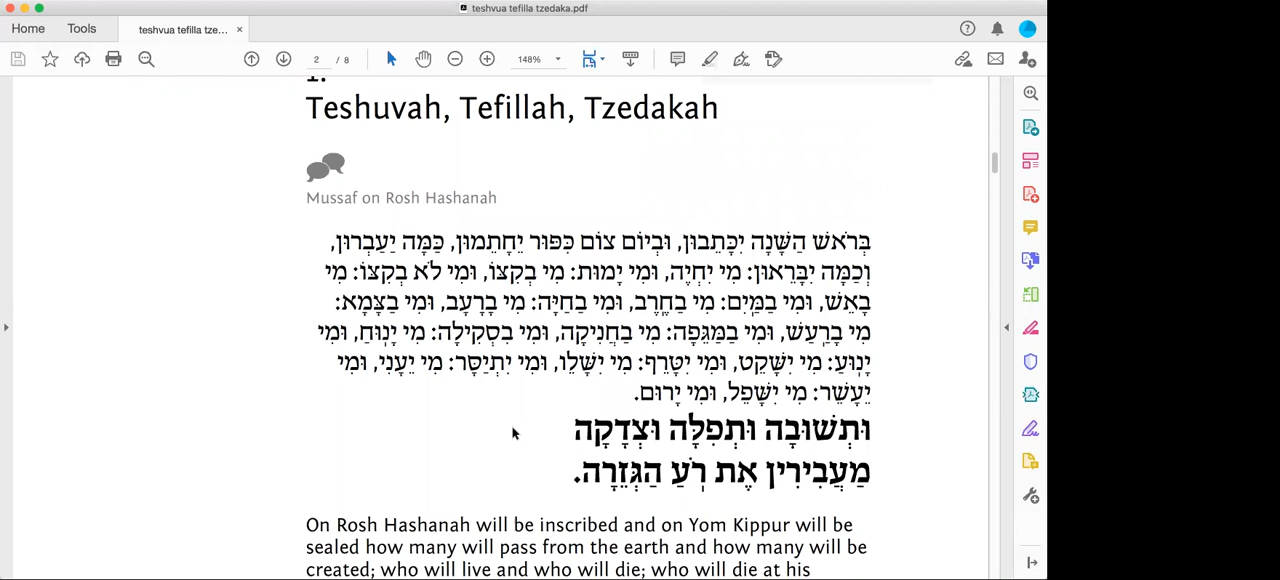 teshvua tefilla tzedaka.pdf
Home Tools teshvua tefilla tze... ×
2 / 8 148%
1.
Teshuvah, Tefillah, Tzedakah
Mussaf on Rosh Hashanah
בְּרֹאשׁ הַשָּׁנָה יִכָּתֵבוּן, וּבְיוֹם צוֹם כִּפּוּר יֵחָתֵמוּן, כַּמָּה יַעַבְרוּן,
וְכַמָּה יִבָּרֵאוּן: מִי יִחְיֶה, וּמִי יָמוּת: מִי בְקִצּוֹ, וּמִי לֹא בְקִצּוֹ: מִי
בָאֵשׁ, וּמִי בַמַּיִם: מִי בַחֶרֶב, וּמִי בַחַיָּה: מִי בָרָעָב, וּמִי בַצָּמָא:
מִי בָרַעַשׁ, וּמִי בַמַּגֵּפָה: מִי בַחֲנִיקָה, וּמִי בִסְקִילָה: מִי יָנוּחַ, וּמִי
יָנוּעַ: מִי יִשָּׁקֵט, וּמִי יִטָּרֵף: מִי יִשָּׁלֵו, וּמִי יִתְיַסָּר: מִי יֵעָנִי, וּמִי
יֵעָשֵׁר: מִי יִשָּׁפֵל, וּמִי יָרוּם.
וּתְשׁוּבָה וּתְפִלָּה וּצְדָקָה
מַעֲבִירִין אֶת רֹעַ הַגְּזֵרָה.
On Rosh Hashanah will be inscribed and on Yom Kippur will be
sealed how many will pass from the earth and how many will be
created; who will live and who will die; who will die at his